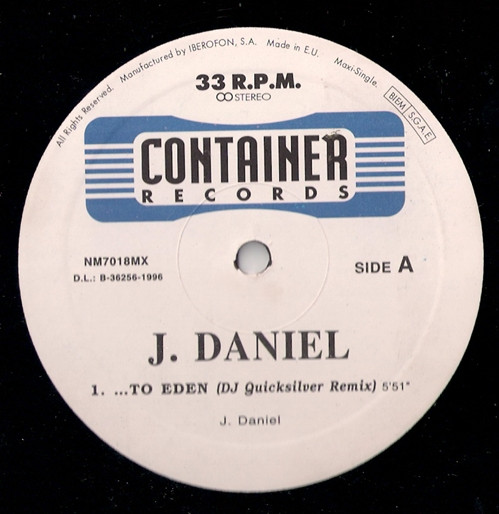 All Rights Reserved. Manufactured by IBEROFON, S.A. Made in E.U. Maxi-Single.
33 R.P.M.
STEREO
BIEM S.G.A.E.
CONTAINER
RECORDS
NM7018MX
D.L.: B-36256-1996
SIDE A
J. DANIEL
1. ...TO EDEN (DJ Quicksilver Remix) 5'51"
J. Daniel